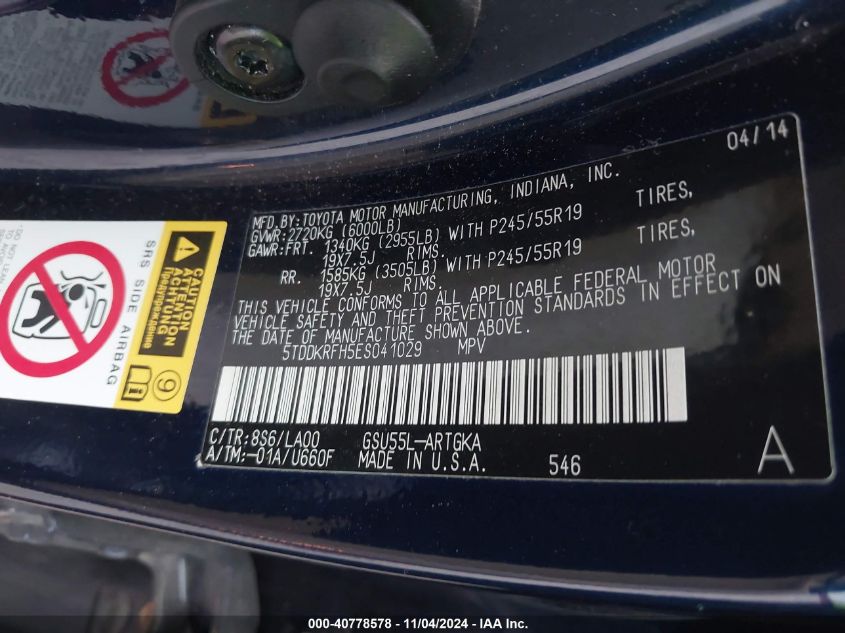 04/14
MFD.BY:TOYOTA MOTOR MANUFACTURING, INDIANA, INC.
GVWR:2720KG (6000LB)
GAWR:FRT. 1340KG (2955LB) WITH P245/55R19 TIRES,
19X7.5J RIMS.
RR. 1585KG (3505LB) WITH P245/55R19 TIRES,
19X7.5J RIMS.
THIS VEHICLE CONFORMS TO ALL APPLICABLE FEDERAL MOTOR
VEHICLE SAFETY AND THEFT PREVENTION STANDARDS IN EFFECT ON
THE DATE OF MANUFACTURE SHOWN ABOVE.
5TDDKRFH5ES041029 MPV
C/TR:8S6/LA00 GSU55L-ARTGKA
A/TM:-01A/U660F MADE IN U.S.A. 546 A
SRS SIDE AIRBAG
CAUTION
ATTENTION
ACHTUNG
Предупреждение
9
000-40778578 - 11/04/2024 - IAA Inc.